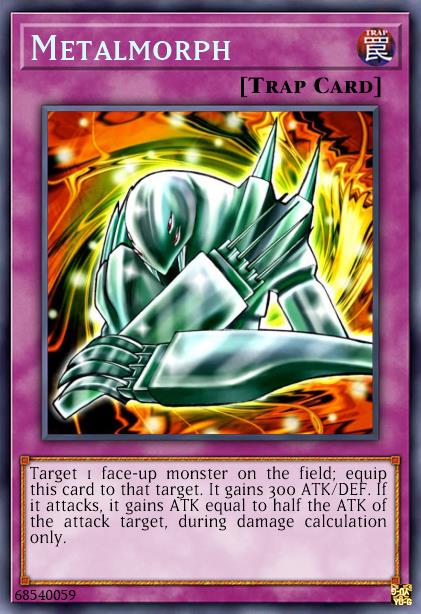 METALMORPH
TRAP
罠
[TRAP CARD]
Target 1 face-up monster on the field; equip
this card to that target. It gains 300 ATK/DEF. If
it attacks, it gains ATK equal to half the ATK of
the attack target, during damage calculation
only.
68540059